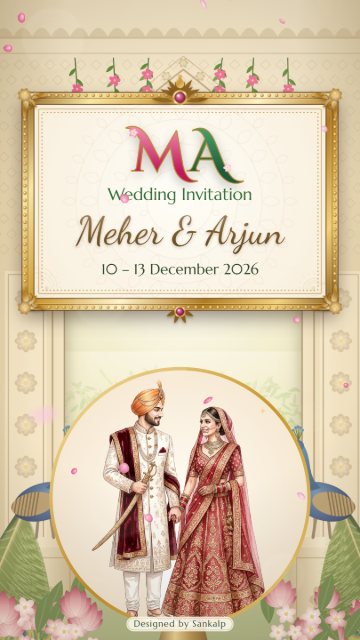 MA
Wedding Invitation
Meher & Arjun
10 – 13 December 2026
Designed by Sankalp